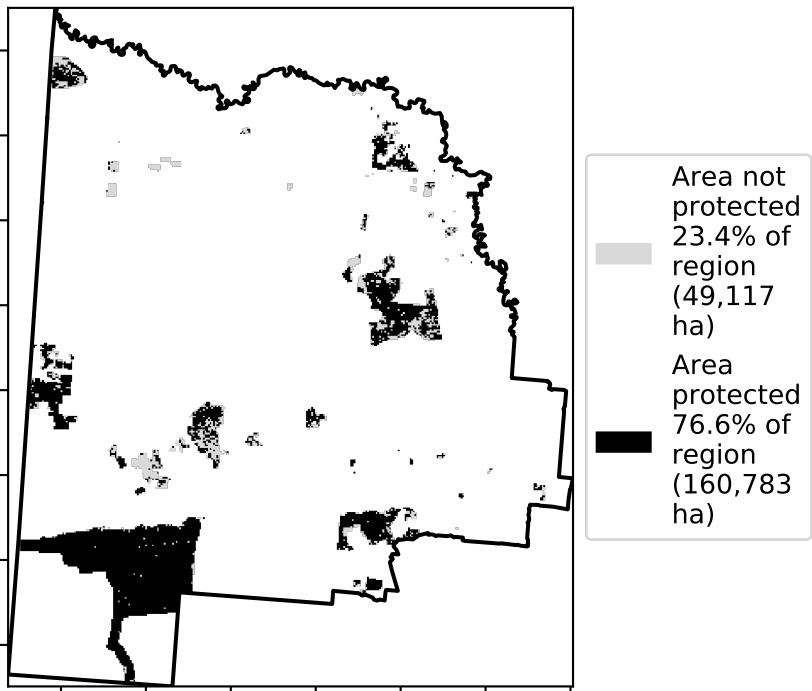 Area not
protected
23.4% of
region
(49,117
ha)
Area
protected
76.6% of
region
(160,783
ha)